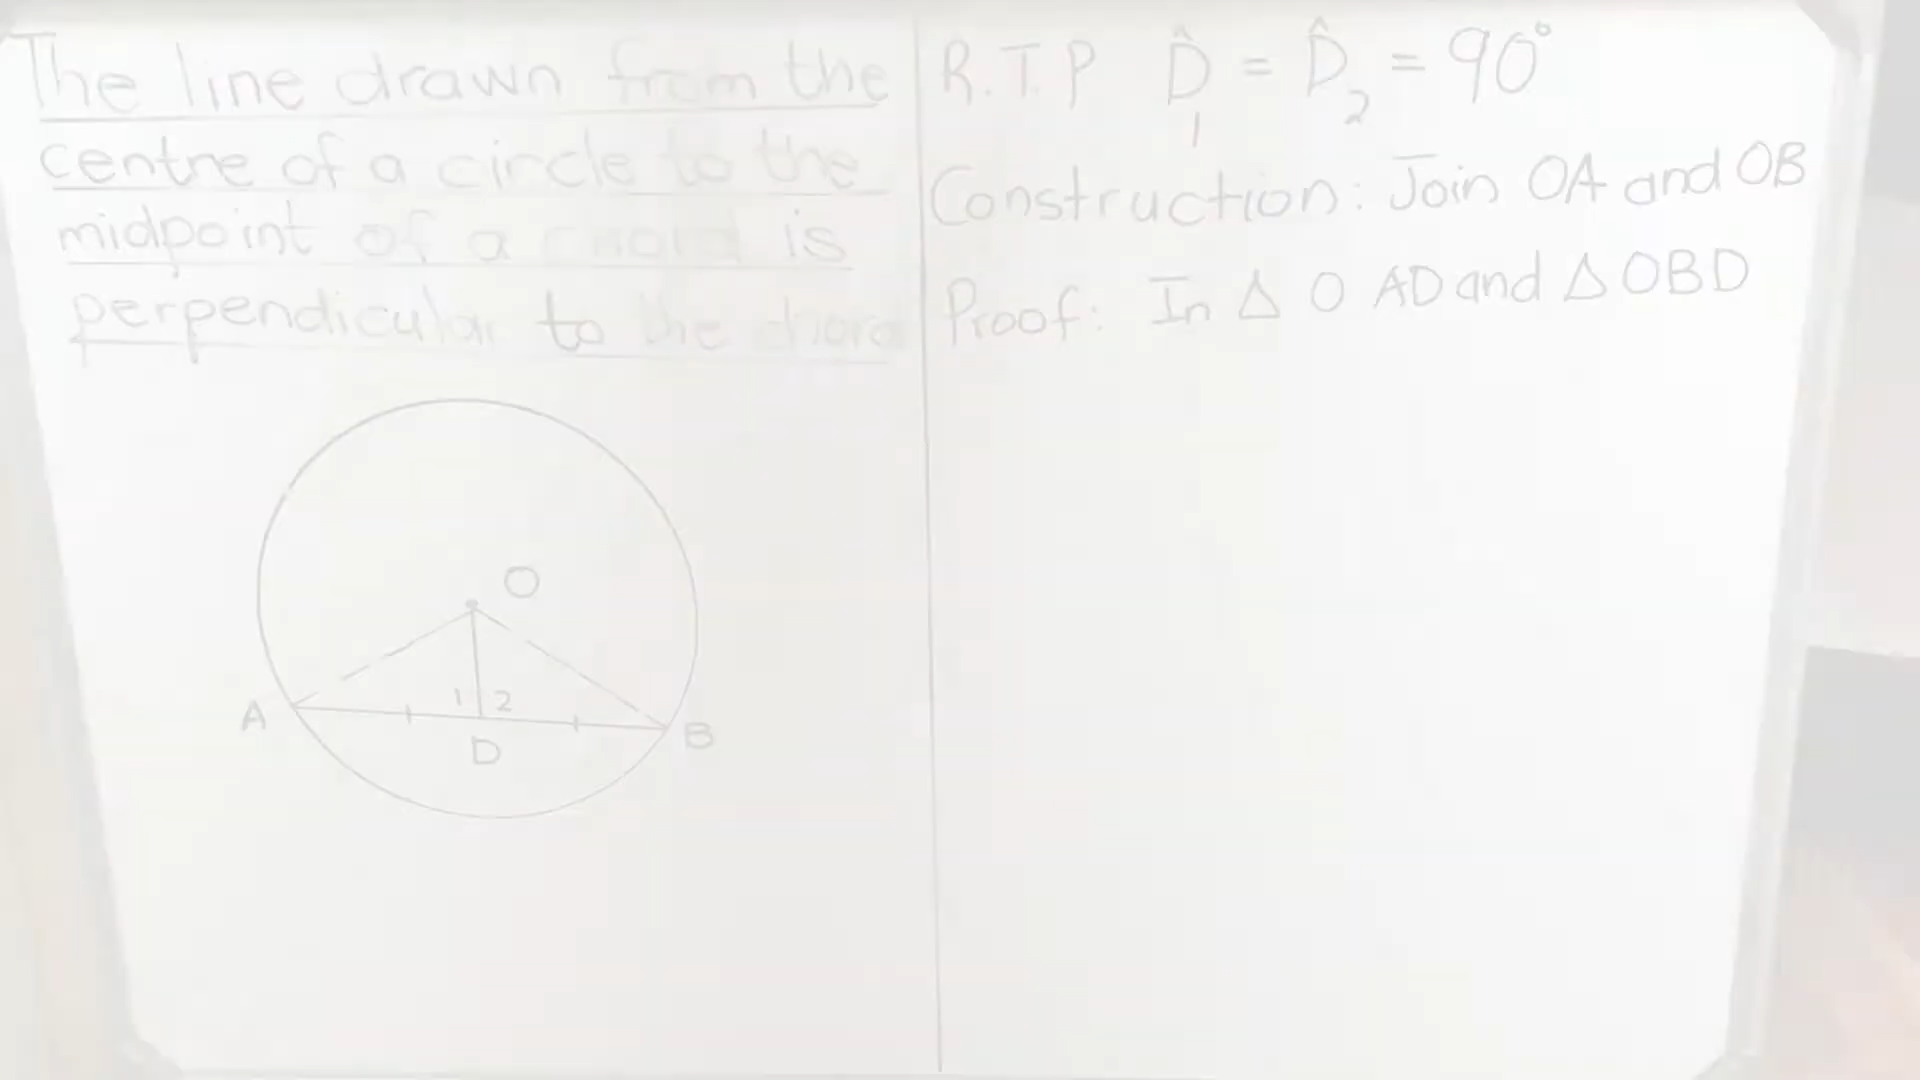 The line drawn from the
centre of a circle to the
midpoint of a chord is
perpendicular to the chord
O
1 2
A
D
B
R.T.P D̂1 = D̂2 = 90°
Construction: Join OA and OB
Proof: In △ OAD and △OBD